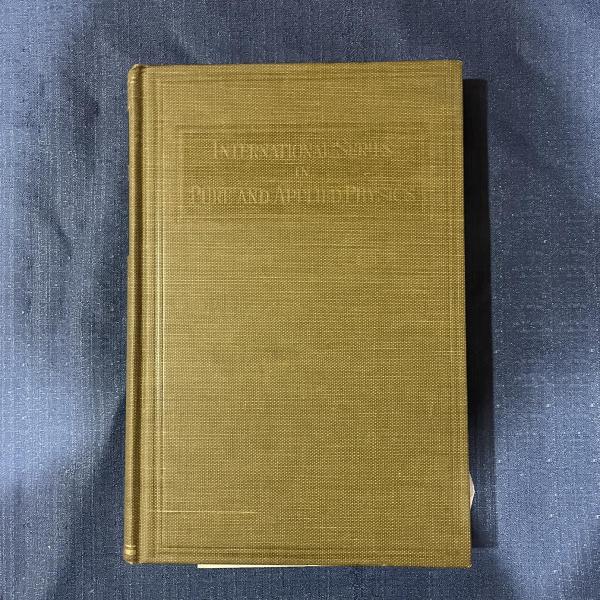 INTERNATIONAL SERIES
IN
PURE AND APPLIED PHYSICS